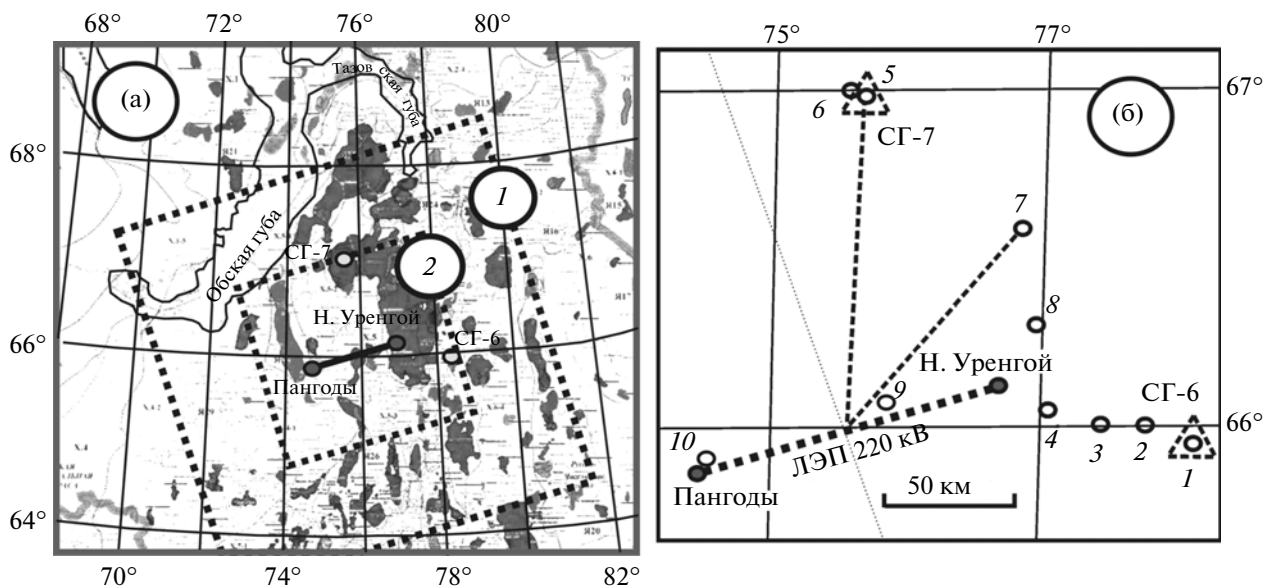 68° 72° 76° 80°
(а)
Тазовская губа
68°
1
Обская губа
СГ-7
2
Н. Уренгой
СГ-6
66°
Пангоды
64°
70° 74° 78° 82°
75° 77°
5
67°
6
(б)
СГ-7
7
8
Н. Уренгой
9
СГ-6
66°
10
4
3
2
ЛЭП 220 кВ
1
Пангоды
50 км